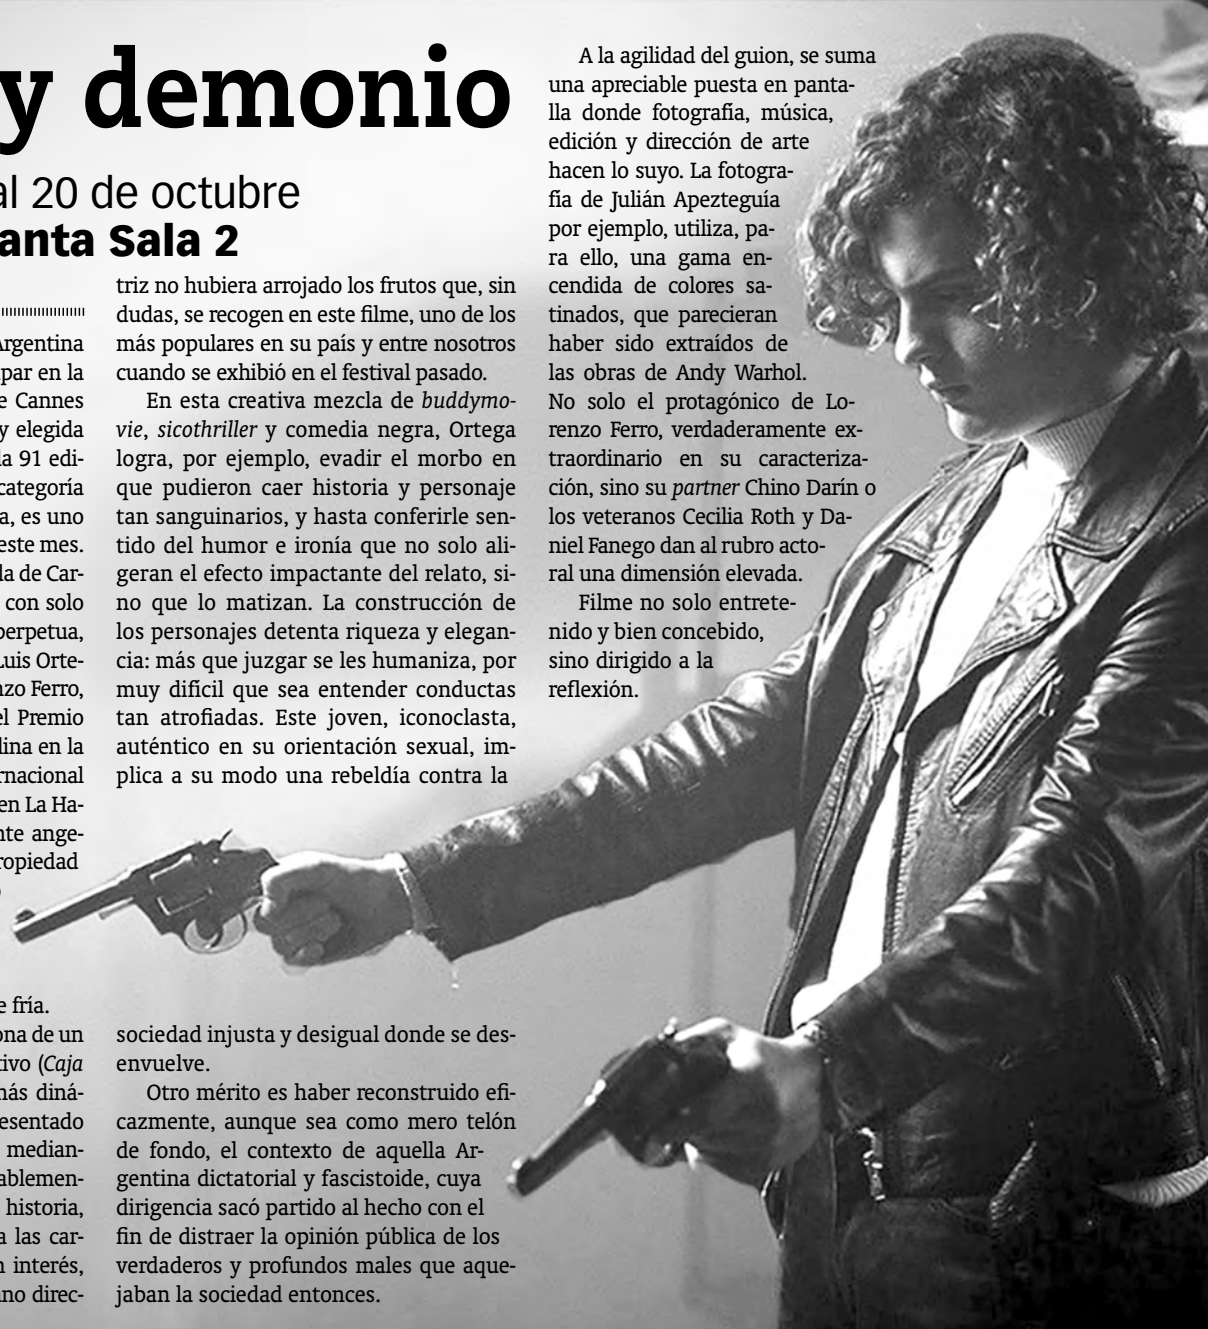 y demonio
al 20 de octubre
anta Sala 2
Argentina
par en la
e Cannes
y elegida
la 91 edi-
categoría
a, es uno
este mes.
la de Car-
con solo
perpetua,
Luis Orte-
nzo Ferro,
el Premio
lina en la
rnacional
en La Ha-
nte ange-
ropiedad
e fría.
ona de un
tivo (Caja
más diná-
esentado
median-
ablemen-
historia,
a las car-
n interés,
no direc-
triz no hubiera arrojado los frutos que, sin
dudas, se recogen en este filme, uno de los
más populares en su país y entre nosotros
cuando se exhibió en el festival pasado.
En esta creativa mezcla de buddymo-
vie, sicothriller y comedia negra, Ortega
logra, por ejemplo, evadir el morbo en
que pudieron caer historia y personaje
tan sanguinarios, y hasta conferirle sen-
tido del humor e ironía que no solo ali-
geran el efecto impactante del relato, si-
no que lo matizan. La construcción de
los personajes detenta riqueza y elegan-
cia: más que juzgar se les humaniza, por
muy difícil que sea entender conductas
tan atrofiadas. Este joven, iconoclasta,
auténtico en su orientación sexual, im-
plica a su modo una rebeldía contra la
sociedad injusta y desigual donde se des-
envuelve.
Otro mérito es haber reconstruido efi-
cazmente, aunque sea como mero telón
de fondo, el contexto de aquella Ar-
gentina dictatorial y fascistoide, cuya
dirigencia sacó partido al hecho con el
fin de distraer la opinión pública de los
verdaderos y profundos males que aque-
jaban la sociedad entonces.
A la agilidad del guion, se suma
una apreciable puesta en panta-
lla donde fotografía, música,
edición y dirección de arte
hacen lo suyo. La fotogra-
fía de Julián Apezteguía
por ejemplo, utiliza, pa-
ra ello, una gama en-
cendida de colores sa-
tinados, que parecieran
haber sido extraídos de
las obras de Andy Warhol.
No solo el protagónico de Lo-
renzo Ferro, verdaderamente ex-
traordinario en su caracteriza-
ción, sino su partner Chino Darín o
los veteranos Cecilia Roth y Da-
niel Fanego dan al rubro acto-
ral una dimensión elevada.
Filme no solo entrete-
nido y bien concebido,
sino dirigido a la
reflexión.